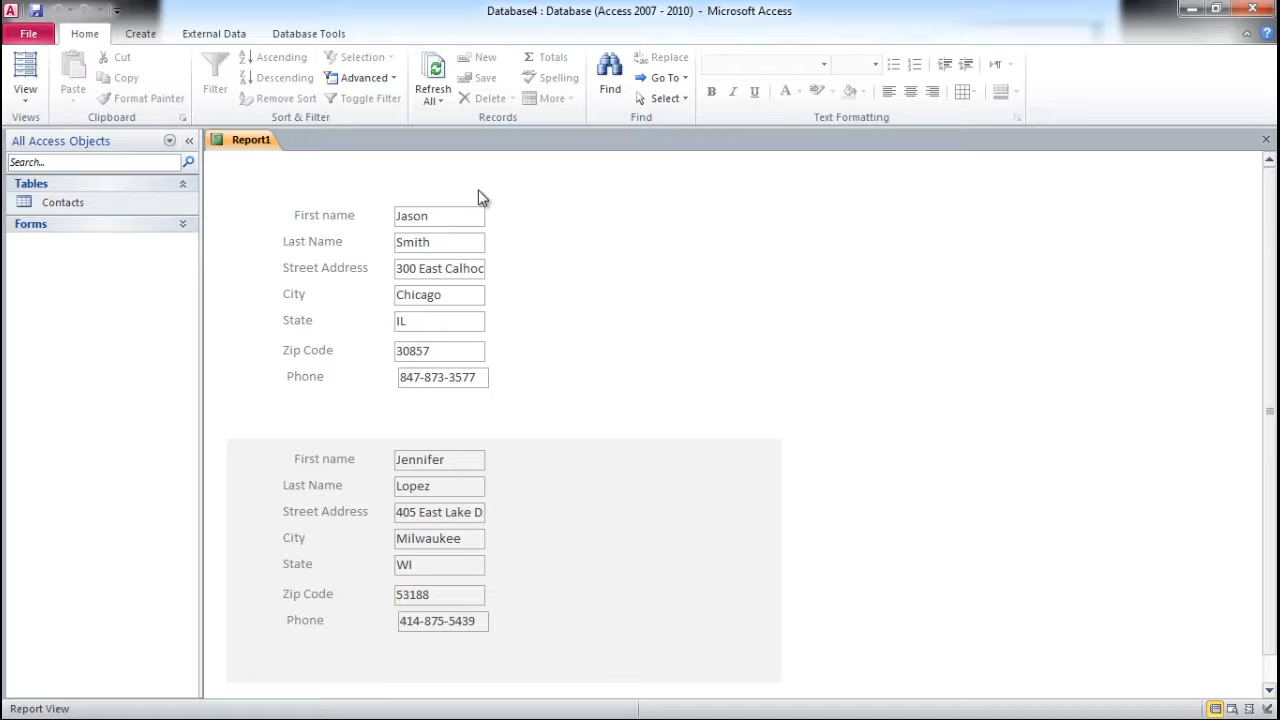 Database4 : Database (Access 2007 - 2010) - Microsoft Access
File Home Create External Data Database Tools
View
Views
Paste
Cut
Copy
Format Painter
Clipboard
Filter
Ascending
Descending
Remove Sort
Selection
Advanced
Toggle Filter
Sort & Filter
Refresh
All
New
Save
Delete
Totals
Spelling
More
Records
Find
Replace
Go To
Select
Find
B I U
A
Text Formatting
All Access Objects
Search...
Tables
Contacts
Forms
Report1
First name Jason
Last Name Smith
Street Address 300 East Calhoc
City Chicago
State IL
Zip Code 30857
Phone 847-873-3577
First name Jennifer
Last Name Lopez
Street Address 405 East Lake D
City Milwaukee
State WI
Zip Code 53188
Phone 414-875-5439
Report View